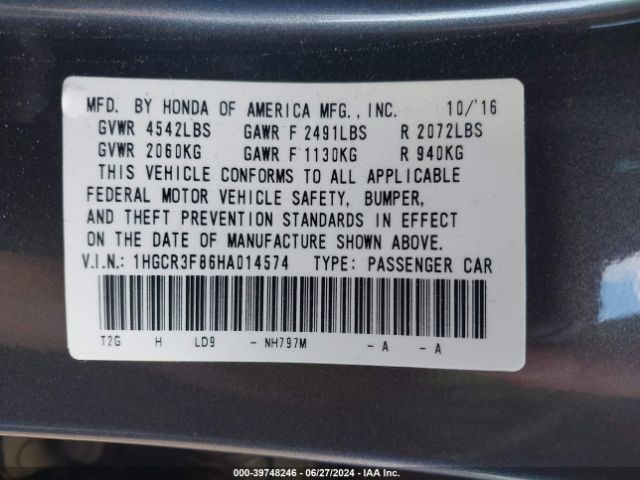 MFD. BY HONDA OF AMERICA MFG., INC. 10/'16
GVWR 4542LBS GAWR F 2491LBS R 2072LBS
GVWR 2060KG GAWR F 1130KG R 940KG
THIS VEHICLE CONFORMS TO ALL APPLICABLE
FEDERAL MOTOR VEHICLE SAFETY, BUMPER,
AND THEFT PREVENTION STANDARDS IN EFFECT
ON THE DATE OF MANUFACTURE SHOWN ABOVE.
V.I.N.: 1HGCR3F86HA014574 TYPE: PASSENGER CAR
T2G H LD9 - NH797M - A - A
000-39748246 - 06/27/2024 - IAA Inc.